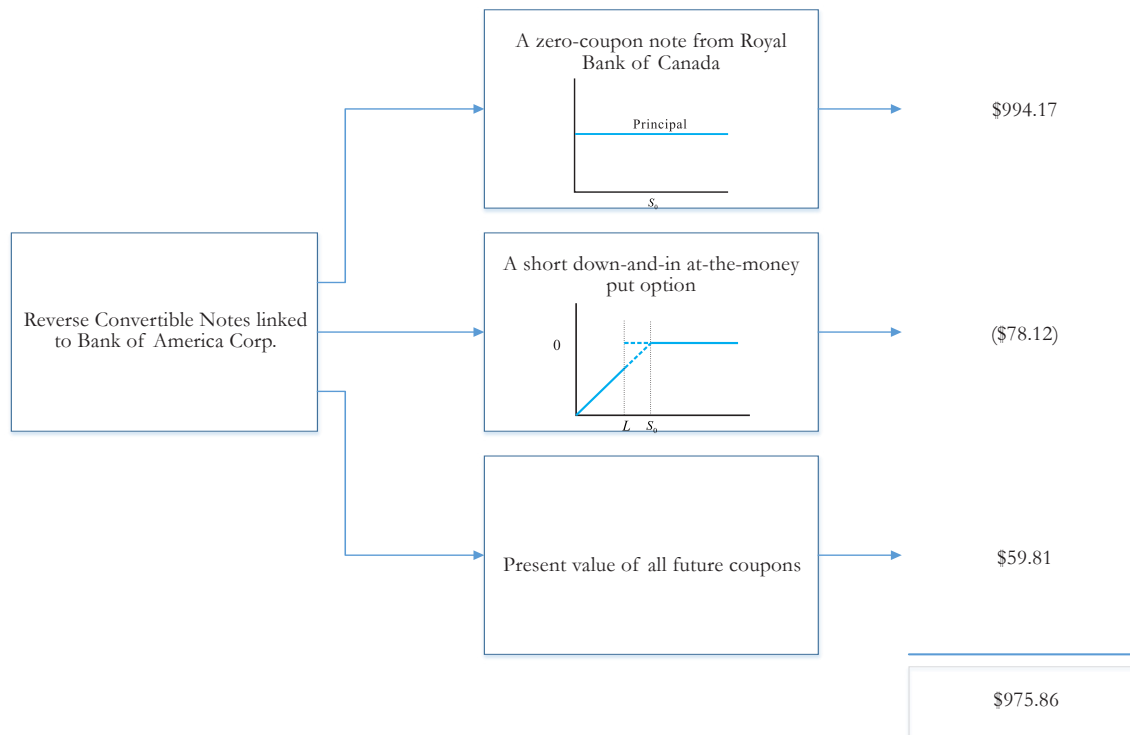 A zero-coupon note from Royal
Bank of Canada
Principal
S₀
$994.17
Reverse Convertible Notes linked
to Bank of America Corp.
A short down-and-in at-the-money
put option
0
L S₀
($78.12)
Present value of all future coupons
$59.81
$975.86